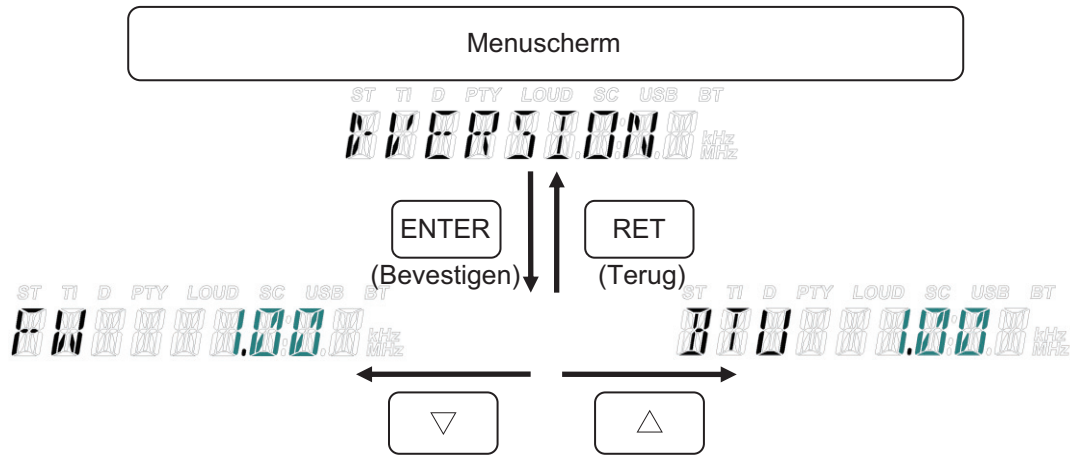 Menuscherm
ST TI D PTY LOUD SC USB BT
VERSION
kHz
MHz
ENTER RET
(Bevestigen) (Terug)
ST TI D PTY LOUD SC USB BT
FW 1.00
kHz
MHz
ST TI D PTY LOUD SC USB BT
BTU 1.00
kHz
MHz
▽ △